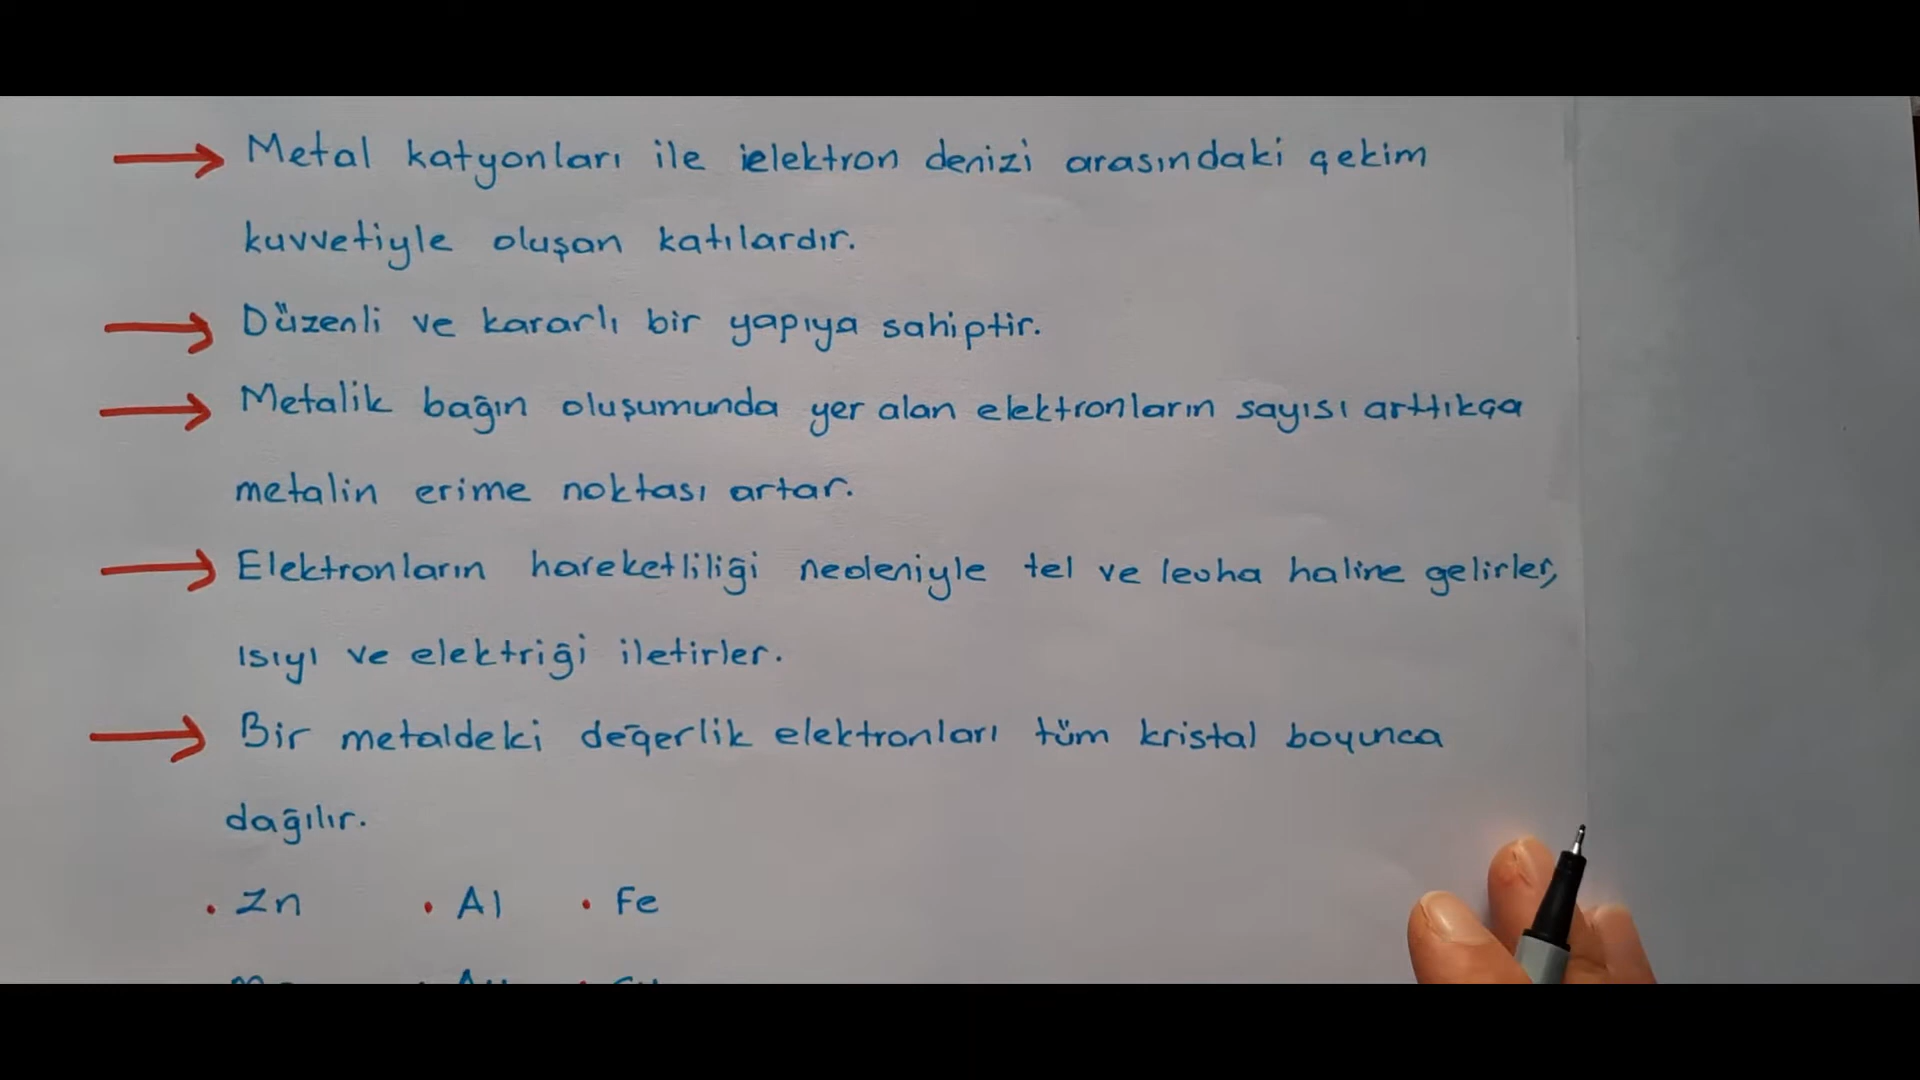 Metal katyonları ile elektron denizi arasındaki çekim
kuvvetiyle oluşan katılardır.
Düzenli ve kararlı bir yapıya sahiptir.
Metalik bağın oluşumunda yer alan elektronların sayısı arttıkça
metalin erime noktası artar.
Elektronların hareketliliği nedeniyle tel ve levha haline gelirler,
ısıyı ve elektriği iletirler.
Bir metaldeki değerlik elektronları tüm kristal boyunca
dağılır.
• Zn • Al • Fe